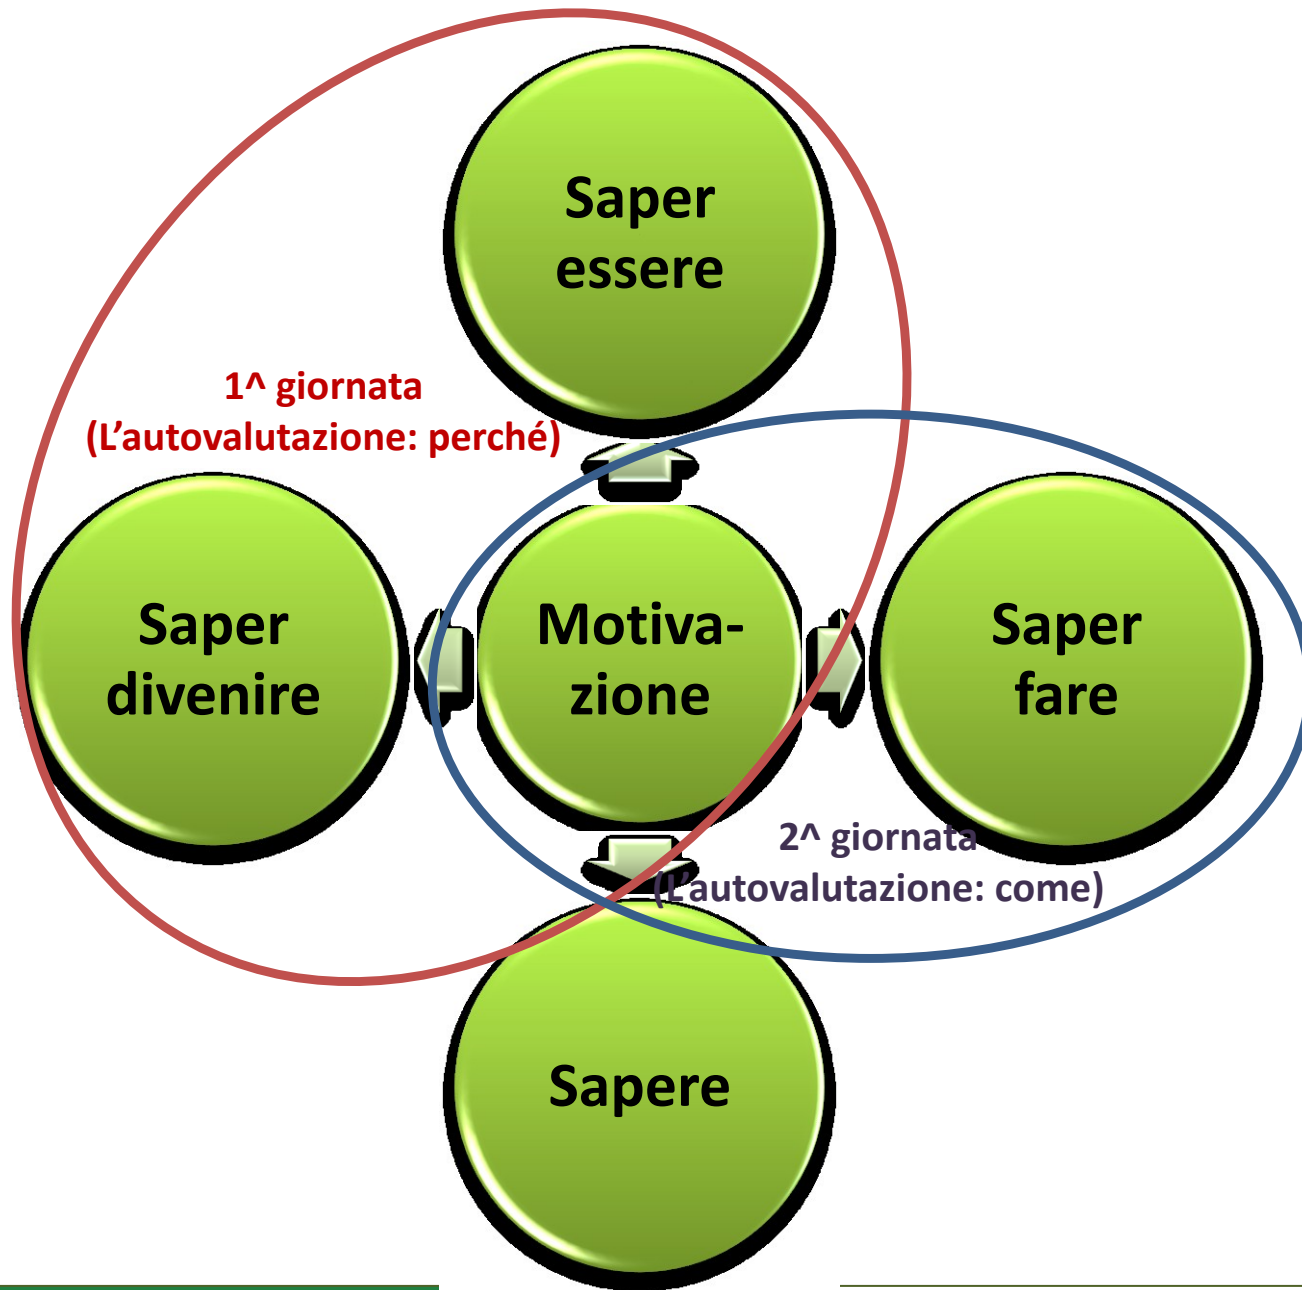 Saper
essere
1^ giornata
(L'autovalutazione: perché)
Saper
divenire
Motiva-
zione
Saper
fare
2^ giornata
(L'autovalutazione: come)
Sapere